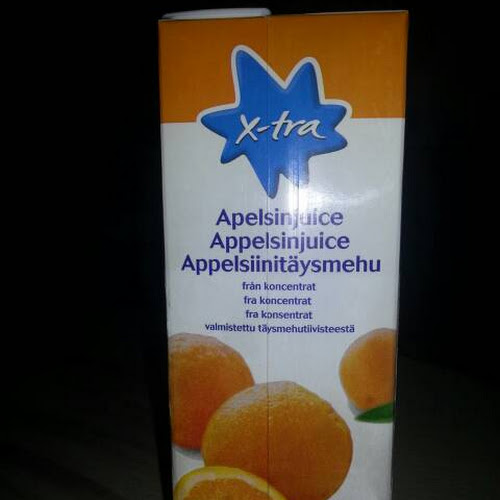 x-tra
Apelsinjuice
Appelsinjuice
Appelsiinitäysmehu
från koncentrat
fra koncentrat
fra konsentrat
valmistettu täysmehutiivisteestä